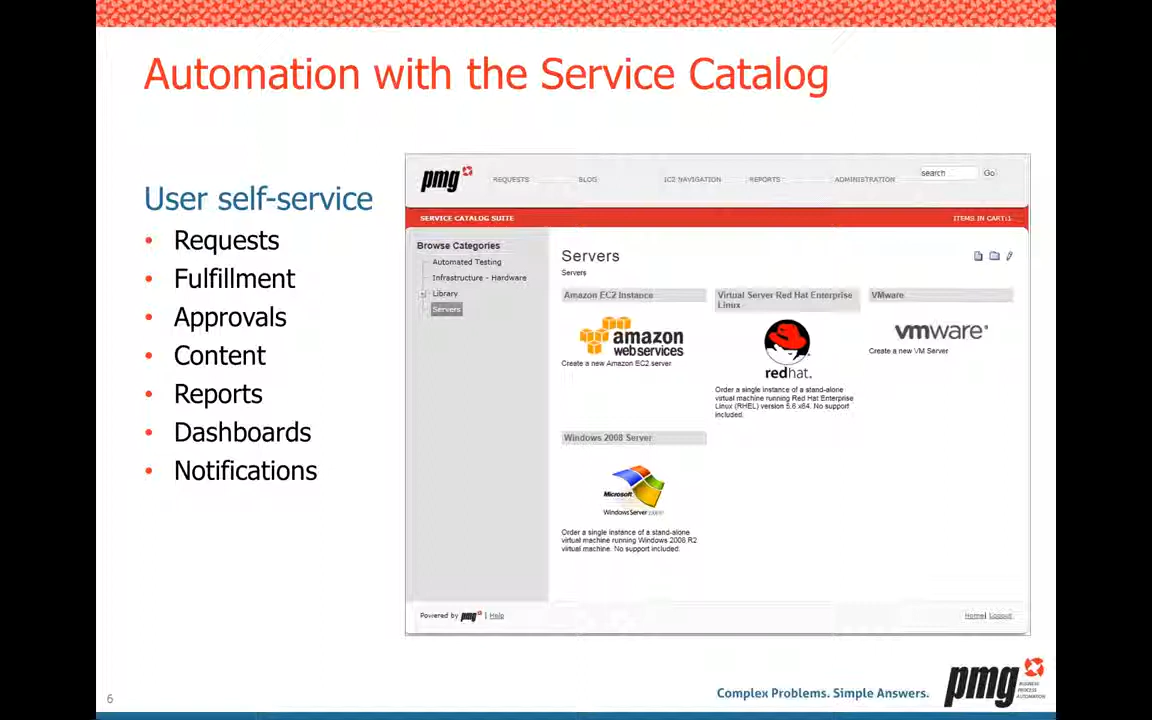 Automation with the Service Catalog
User self-service
• Requests
• Fulfillment
• Approvals
• Content
• Reports
• Dashboards
• Notifications
pmg
REQUESTS
BLOG
IC2 NAVIGATION
REPORTS
ADMINISTRATION
search
Go
SERVICE CATALOG SUITE
ITEMS IN CART:1
Browse Categories
Automated Testing
Infrastructure - Hardware
Library
Servers
Servers
Servers
Amazon EC2 Instance
amazon
webservices
Create a new Amazon EC2 server
Virtual Server Red Hat Enterprise
Linux
redhat.
Order a single instance of a stand-alone
virtual machine running Red Hat Enterprise
Linux (RHEL) version 5.6 x64. No support
included.
VMware
vmware
Create a new VM Server
Windows 2008 Server
Microsoft
Windows Server
Order a single instance of a stand-alone
virtual machine running Windows 2008 R2
virtual machine. No support included.
Powered by pmg | Help
Home| Logout
6
Complex Problems. Simple Answers.
pmg
BUSINESS
PROCESS
AUTOMATION